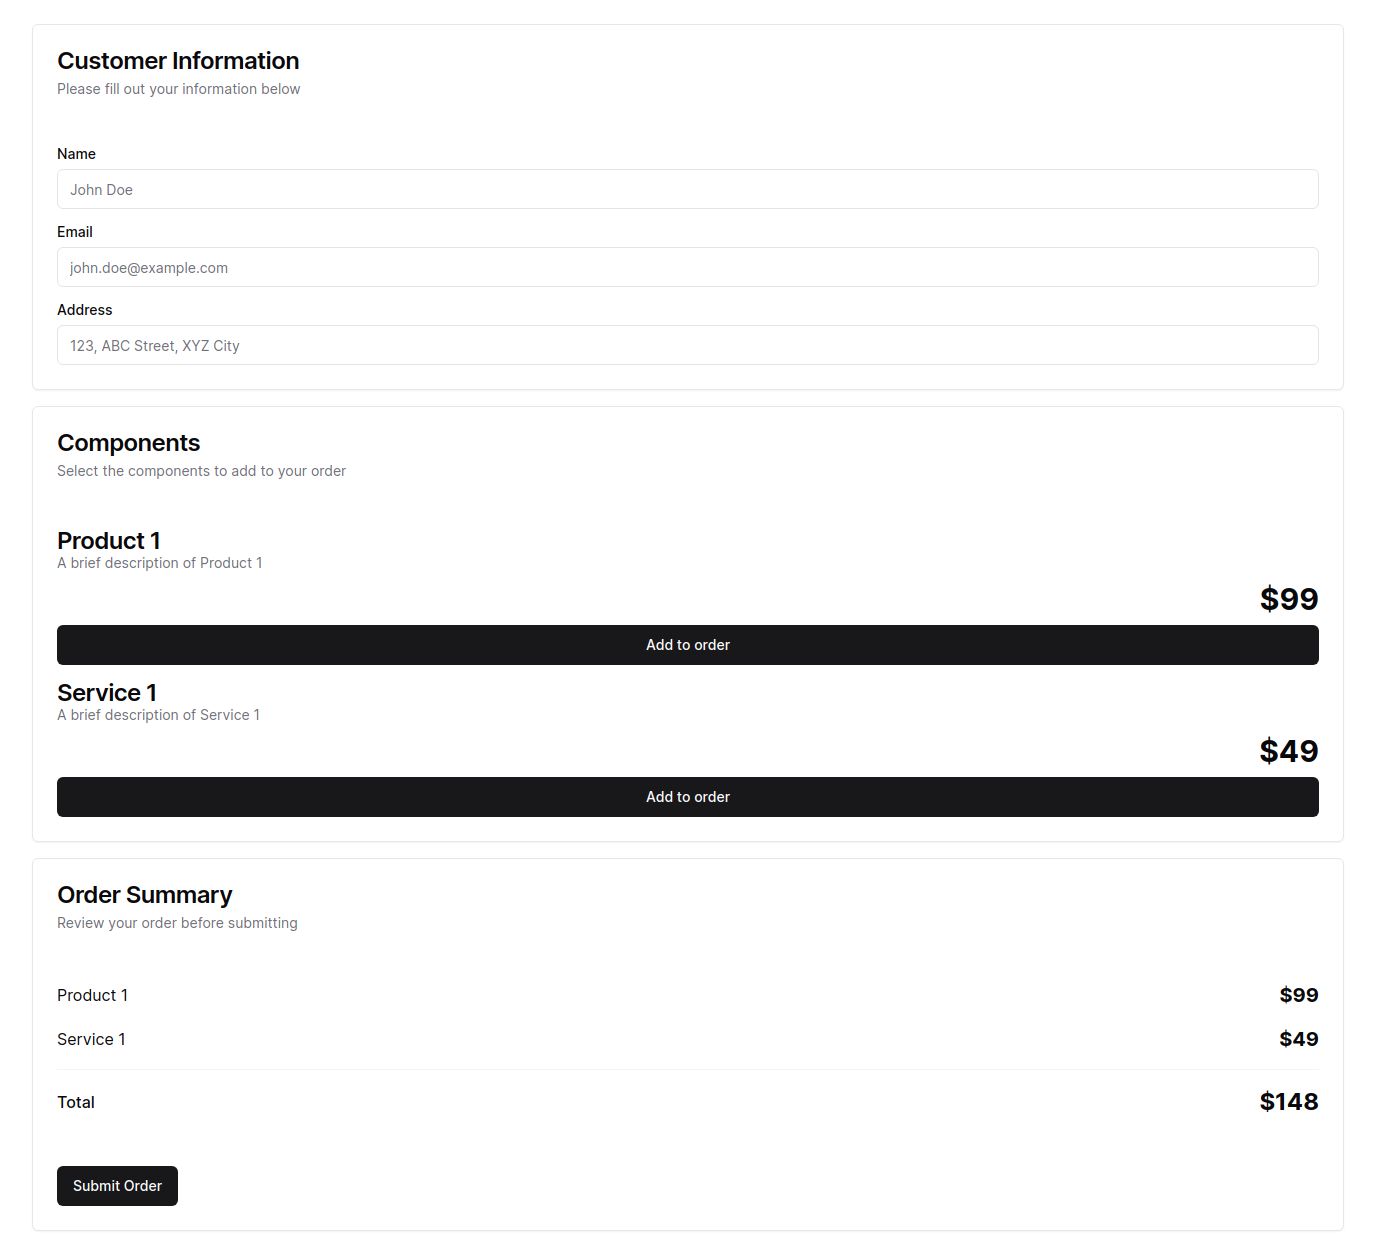 Customer Information
Please fill out your information below
Name
John Doe
Email
john.doe@example.com
Address
123, ABC Street, XYZ City
Components
Select the components to add to your order
Product 1
A brief description of Product 1
$99
Add to order
Service 1
A brief description of Service 1
$49
Add to order
Order Summary
Review your order before submitting
Product 1 $99
Service 1 $49
Total $148
Submit Order